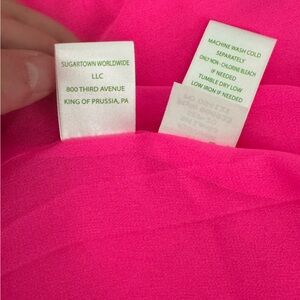 SUGARTOWN WORLDWIDE
LLC
800 THIRD AVENUE
KING OF PRUSSIA, PA
MACHINE WASH COLD
SEPARATELY
ONLY NON - CHLORINE BLEACH
IF NEEDED
TUMBLE DRY LOW
LOW IRON IF NEEDED